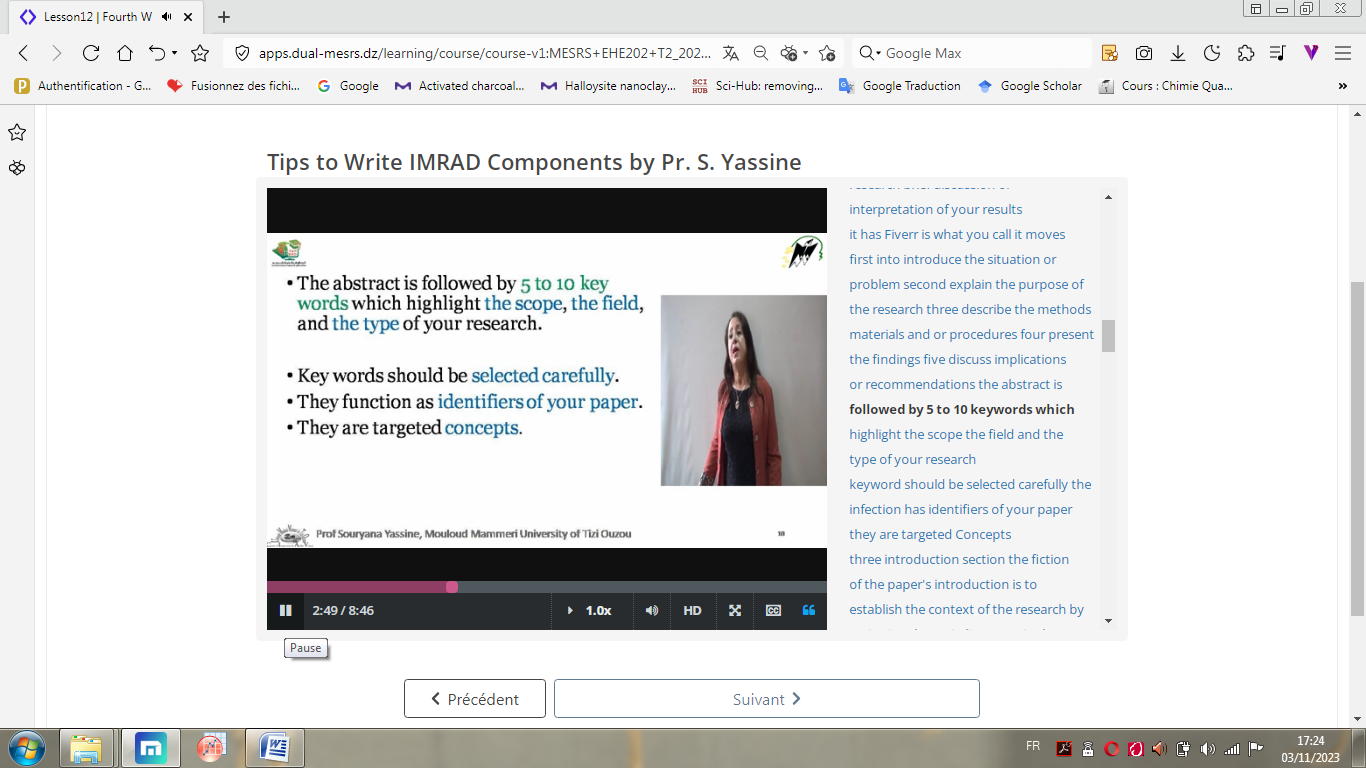 Lesson12 | Fourth W
apps.dual-mesrs.dz/learning/course/course-v1:MESRS+EHE202+T2_202...
Google Max
Authentification - G...
Fusionnez des fichi...
Google
Activated charcoal...
Halloysite nanoclay...
SCI HUB
Sci-Hub: removing...
Google Traduction
Google Scholar
Cours : Chimie Qua...
Tips to Write IMRAD Components by Pr. S. Yassine
• The abstract is followed by 5 to 10 key
words which highlight the scope, the field,
and the type of your research.
• Key words should be selected carefully.
• They function as identifiers of your paper.
• They are targeted concepts.
Prof Souryana Yassine, Mouloud Mammeri University of Tizi Ouzou
18
2:49 / 8:46
1.0x
HD
Pause
interpretation of your results
it has Fiverr is what you call it moves
first into introduce the situation or
problem second explain the purpose of
the research three describe the methods
materials and or procedures four present
the findings five discuss implications
or recommendations the abstract is
followed by 5 to 10 keywords which
highlight the scope the field and the
type of your research
keyword should be selected carefully the
infection has identifiers of your paper
they are targeted Concepts
three introduction section the fiction
of the paper's introduction is to
establish the context of the research by
Précédent
Suivant
FR
17:24
03/11/2023